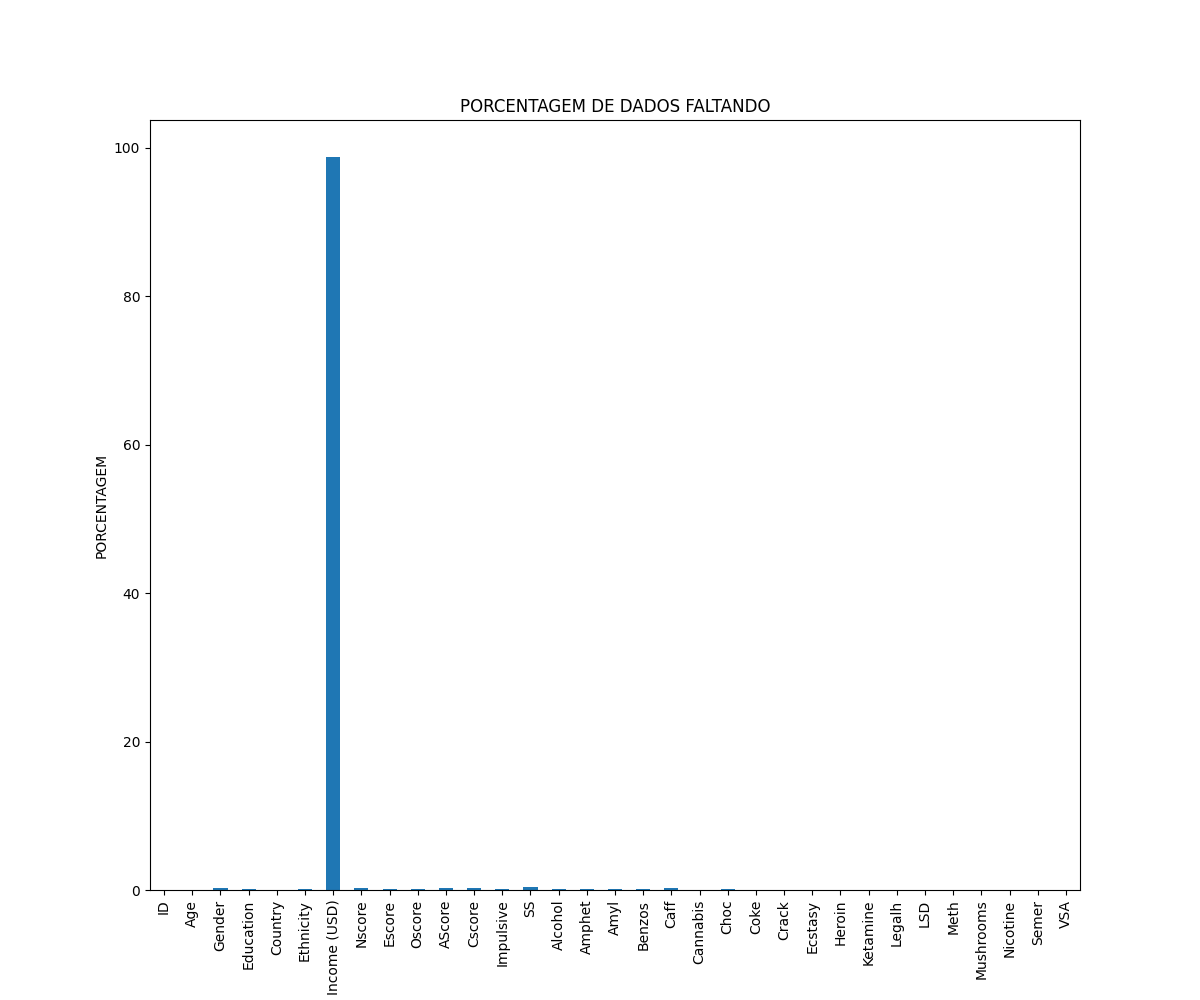 PORCENTAGEM DE DADOS FALTANDO
PORCENTAGEM
100
80
60
40
20
0
ID
Age
Gender
Education
Country
Ethnicity
Income (USD)
Nscore
Escore
Oscore
AScore
Cscore
Impulsive
SS
Alcohol
Amphet
Amyl
Benzos
Caff
Cannabis
Choc
Coke
Crack
Ecstasy
Heroin
Ketamine
Legalh
LSD
Meth
Mushrooms
Nicotine
Semer
VSA